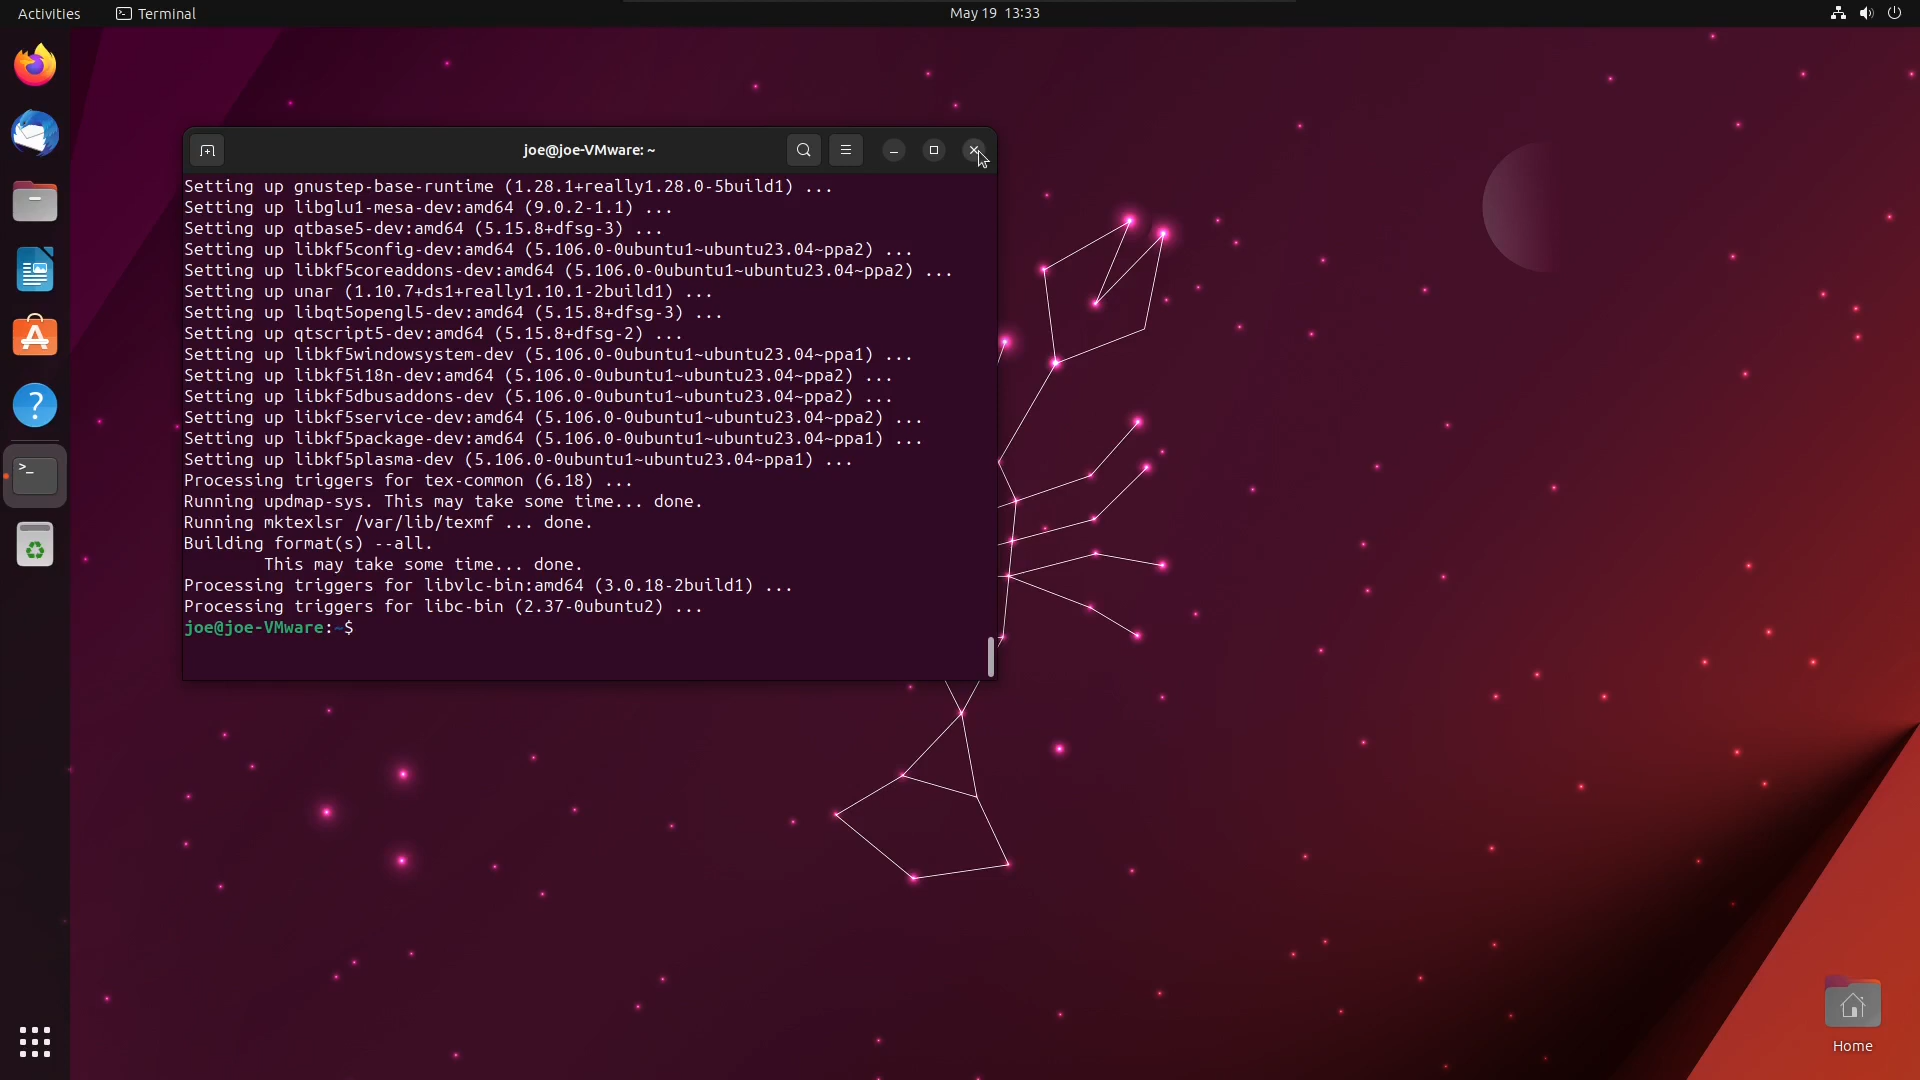 Activities
Terminal
May 19 13:33
joe@joe-VMware: ~
Setting up gnustep-base-runtime (1.28.1+really1.28.0-5build1) ...
Setting up libglu1-mesa-dev:amd64 (9.0.2-1.1) ...
Setting up qtbase5-dev:amd64 (5.15.8+dfsg-3) ...
Setting up libkf5config-dev:amd64 (5.106.0-0ubuntu1~ubuntu23.04~ppa2) ...
Setting up libkf5coreaddons-dev:amd64 (5.106.0-0ubuntu1~ubuntu23.04~ppa2) ...
Setting up unar (1.10.7+ds1+really1.10.1-2build1) ...
Setting up libqt5opengl5-dev:amd64 (5.15.8+dfsg-3) ...
Setting up qtscript5-dev:amd64 (5.15.8+dfsg-2) ...
Setting up libkf5windowsystem-dev (5.106.0-0ubuntu1~ubuntu23.04~ppa1) ...
Setting up libkf5i18n-dev:amd64 (5.106.0-0ubuntu1~ubuntu23.04~ppa2) ...
Setting up libkf5dbusaddons-dev (5.106.0-0ubuntu1~ubuntu23.04~ppa2) ...
Setting up libkf5service-dev:amd64 (5.106.0-0ubuntu1~ubuntu23.04~ppa2) ...
Setting up libkf5package-dev:amd64 (5.106.0-0ubuntu1~ubuntu23.04~ppa1) ...
Setting up libkf5plasma-dev (5.106.0-0ubuntu1~ubuntu23.04~ppa1) ...
Processing triggers for tex-common (6.18) ...
Running updmap-sys. This may take some time... done.
Running mktexlsr /var/lib/texmf ... done.
Building format(s) --all.
        This may take some time... done.
Processing triggers for libvlc-bin:amd64 (3.0.18-2build1) ...
Processing triggers for libc-bin (2.37-0ubuntu2) ...
joe@joe-VMware:~$
Home